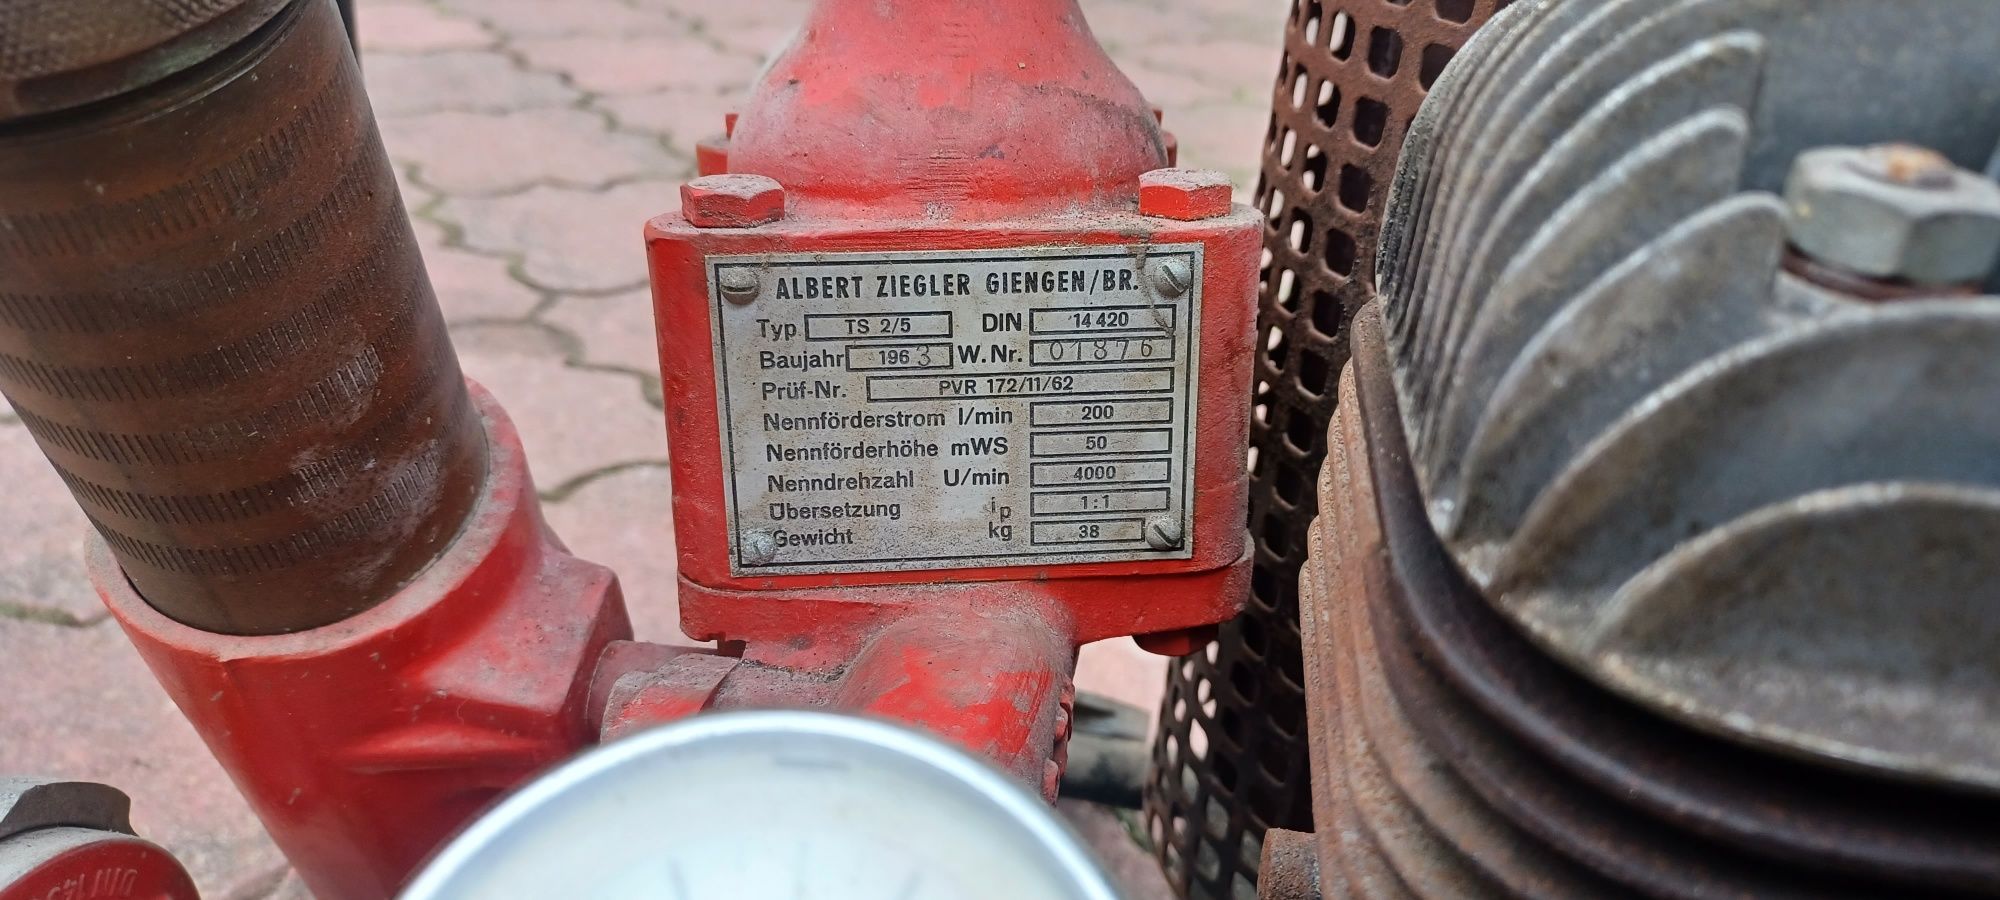 ALBERT ZIEGLER GIENGEN/BR.
Typ TS 2/5 DIN 14 420
Baujahr 1963 W.Nr. 01876
Prüf-Nr. PVR 172/11/62
Nennförderstrom l/min 200
Nennförderhöhe mWS 50
Nenndrehzahl U/min 4000
Übersetzung ip 1:1
Gewicht kg 38